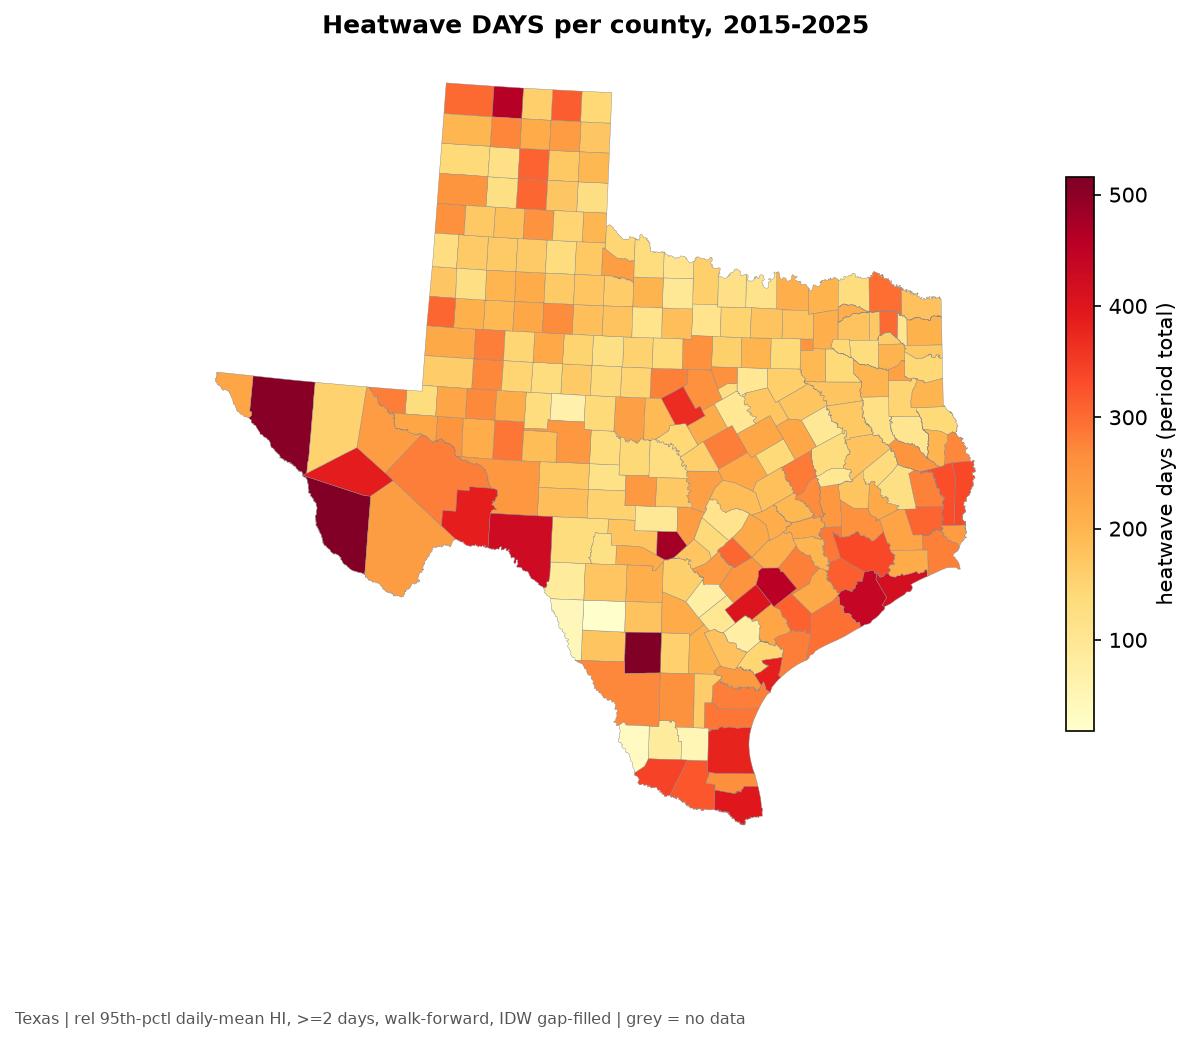 Heatwave DAYS per county, 2015-2025
500
400
300
200
100
heatwave days (period total)
Texas | rel 95th-pctl daily-mean HI, >=2 days, walk-forward, IDW gap-filled | grey = no data